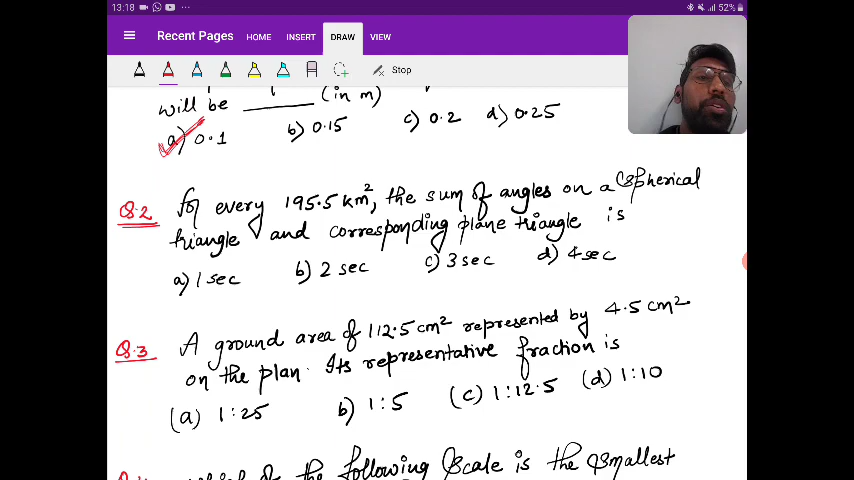 13:18
52%
Recent Pages HOME INSERT DRAW VIEW
Stop
will be ______ (in m)
a) 0.1 b) 0.15 c) 0.2 d) 0.25
Q.2 for every 195.5 km², the sum of angles on a Spherical
triangle and corresponding plane triangle is
a) 1 sec b) 2 sec c) 3 sec d) 4 sec
Q.3 A ground area of 112.5 cm² represented by 4.5 cm²
on the plan. Its representative fraction is
(a) 1:25 b) 1:5 (c) 1:12.5 (d) 1:10
which of the following Scale is the Smallest